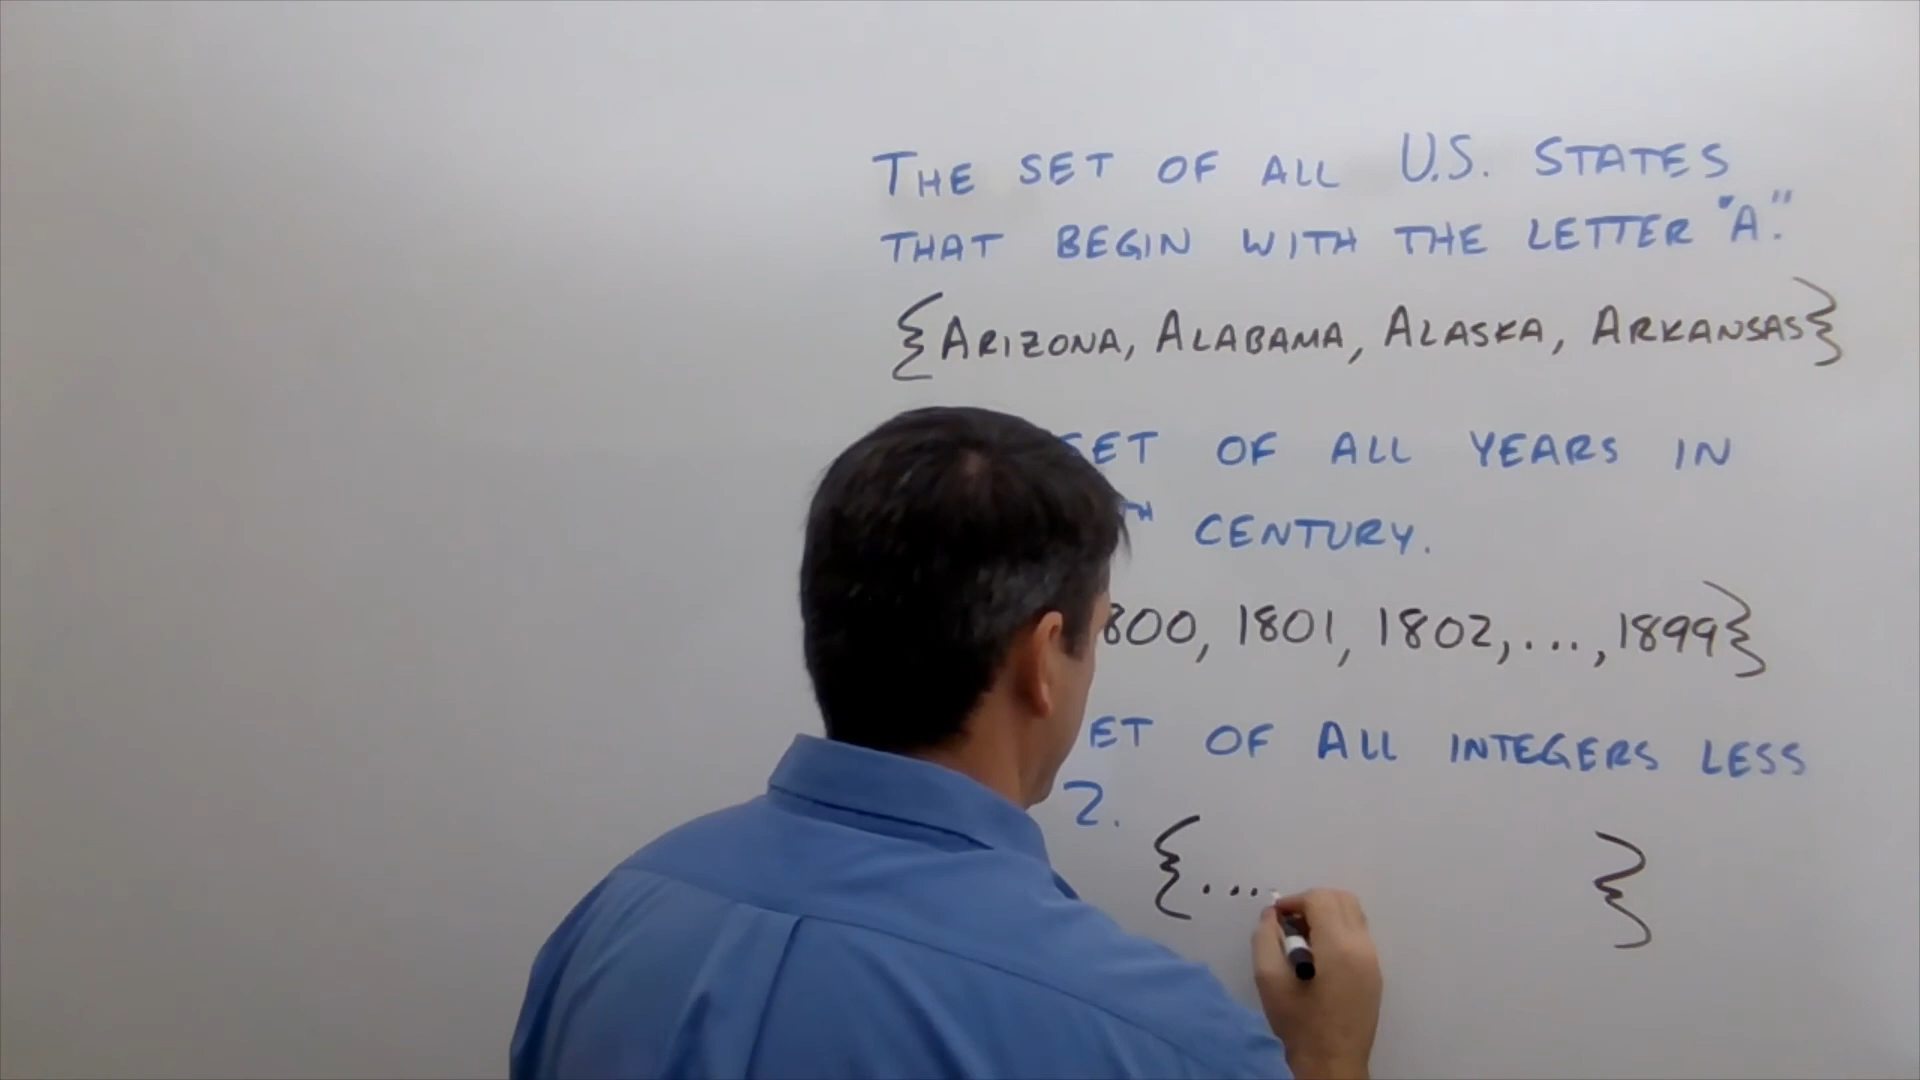 THE SET OF ALL U.S. STATES
THAT BEGIN WITH THE LETTER "A."
{ARIZONA, ALABAMA, ALASKA, ARKANSAS}
SET OF ALL YEARS IN
TH CENTURY.
800, 1801, 1802, ..., 1899}
ET OF ALL INTEGERS LESS
2.
{... }